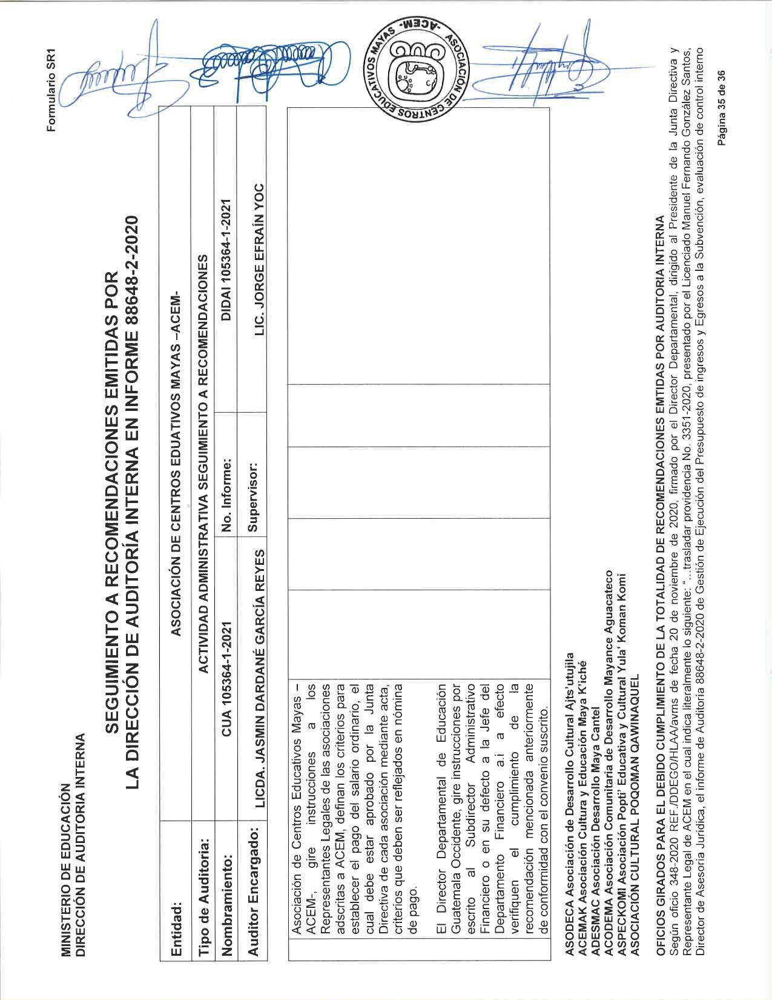 Formulario SR1
MINISTERIO DE EDUCACIÓN
DIRECCIÓN DE AUDITORIA INTERNA
SEGUIMIENTO A RECOMENDACIONES EMITIDAS POR
LA DIRECCIÓN DE AUDITORÍA INTERNA EN INFORME 88648-2-2020
Entidad: ASOCIACIÓN DE CENTROS EDUATIVOS MAYAS –ACEM-
Tipo de Auditoria: ACTIVIDAD ADMINISTRATIVA SEGUIMIENTO A RECOMENDACIONES
Nombramiento: CUA 105364-1-2021 No. Informe: DIDAI 105364-1-2021
Auditor Encargado: LICDA. JASMIN DARDANÉ GARCÍA REYES Supervisor: LIC. JORGE EFRAÍN YOC
ASOCIACIÓN DE CENTROS EDUCATIVOS MAYAS -ACEM-
Asociación de Centros Educativos Mayas –
ACEM-, gire instrucciones a los
Representantes Legales de las asociaciones
adscritas a ACEM, definan los criterios para
establecer el pago del salario ordinario, el
cual debe estar aprobado por la Junta
Directiva de cada asociación mediante acta,
criterios que deben ser reflejados en nómina
de pago.
El Director Departamental de Educación
Guatemala Occidente, gire instrucciones por
escrito al Subdirector Administrativo
Financiero o en su defecto a la Jefe del
Departamento Financiero a.i a efecto
verifiquen el cumplimiento de la
recomendación mencionada anteriormente
de conformidad con el convenio suscrito.
ASODECA Asociación de Desarrollo Cultural Ajts'utujila
ACEMAK Asociación Cultura y Educación Maya K'iché
ADESMAC Asociación Desarrollo Maya Cantel
ACODEMA Asociación Comunitaria de Desarrollo Mayance Aguacateco
ASPECKOMI Asociación Popti' Educativa y Cultural Yula' Koman Komi
ASOCIACIÓN CULTURAL POQOMAN QAWINAQUEL
OFICIOS GIRADOS PARA EL DEBIDO CUMPLIMIENTO DE LA TOTALIDAD DE RECOMENDACIONES EMTIDAS POR AUDITORIA INTERNA
Según oficio 348-2020 REF./DDEGO/HLAA/avms de fecha 20 de noviembre de 2020, firmado por el Director Departamental, dirigido al Presidente de la Junta Directiva y
Representante Legal de ACEM en el cual indica literalmente lo siguiente: “…trasladar providencia No. 3351-2020, presentado por el Licenciado Manuel Fernando González Santos,
Director de Asesoría Jurídica, el informe de Auditoría 88648-2-2020 de Gestión de Ejecución del Presupuesto de ingresos y Egresos a la Subvención, evaluación de control interno
Página 35 de 36